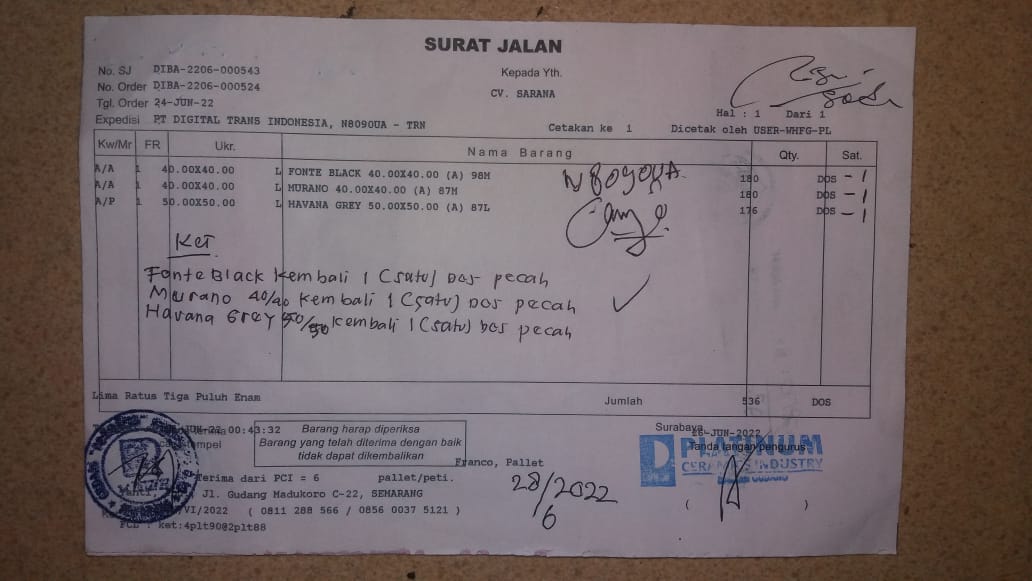 SURAT JALAN
No. SJ DIBA-2206-000543
No. Order DIBA-2206-000524
Tgl. Order 24-JUN-22
Expedisi PT DIGITAL TRANS INDONESIA, N8090UA - TRN
Kepada Yth.
CV. SARANA
Hal : 1 Dari 1
Cetakan ke 1 Dicetak oleh USER-WHFG-PL
Kw/Mr FR Ukr. Nama Barang Qty. Sat.
A/A 1 40.00X40.00 L FONTE BLACK 40.00X40.00 (A) 98M 180 DOS - 1
A/A 1 40.00X40.00 L MURANO 40.00X40.00 (A) 87M 180 DOS - 1
A/P 1 50.00X50.00 L HAVANA GREY 50.00X50.00 (A) 87L 176 DOS - 1
N8090UA.
Ket
Fonte Black kembali 1 (satu) Dos pecah
Murano 40/40 kembali 1 (satu) Dos pecah
Havana Grey 50/50 kembali 1 (satu) Dos pecah
Lima Ratus Tiga Puluh Enam Jumlah 536 DOS
JUN-22 00:43:32
Barang harap diperiksa
Barang yang telah diterima dengan baik
tidak dapat dikembalikan
Surabaya
26-JUN-2022
Tanda tangan pengurus
PLATINUM
CERAMICS INDUSTRY
Franco, Pallet
terima dari PCI = 6 pallet/peti.
Jl. Gudang Madukoro C-22, SEMARANG
/VI/2022 ( 0811 288 566 / 0856 0037 5121 )
ket:4plt90@2plt88
28/6 2022
( )